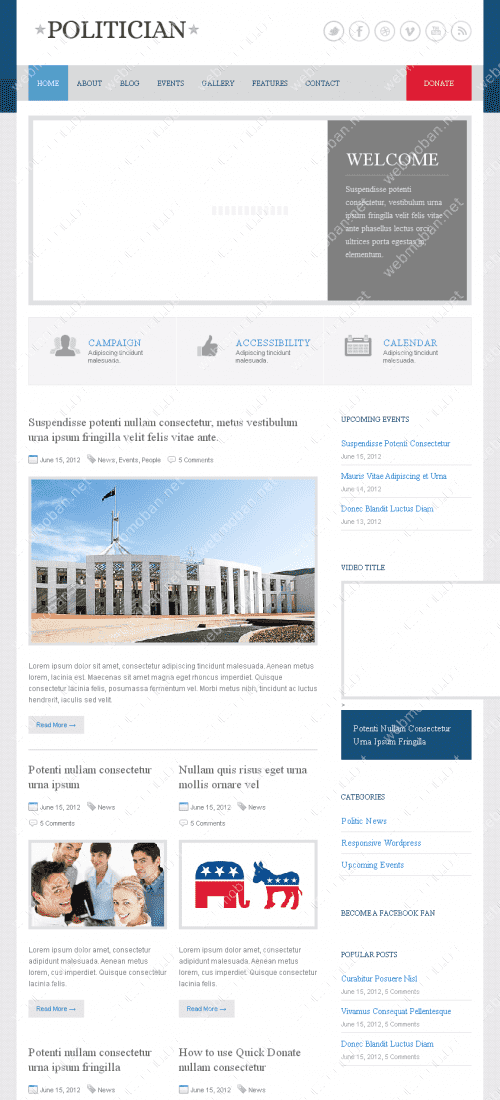 POLITICIAN
HOME ABOUT BLOG EVENTS GALLERY FEATURES CONTACT DONATE
WELCOME
Suspendisse potenti
consectetur, vestibulum urna
ipsum fringilla velit felis vitae
ante phasellus lectus orci,
ultrices porta egestas at
elementum.
CAMPAIGN
Adipiscing tincidunt
malesuada.
ACCESSIBILITY
Adipiscing tincidunt
malesuada.
CALENDAR
Adipiscing tincidunt
malesuada.
Suspendisse potenti nullam consectetur, metus vestibulum
urna ipsum fringilla velit felis vitae ante.
June 15, 2012 News, Events, People 5 Comments
Lorem ipsum dolor sit amet, consectetur adipiscing tincidunt malesuada. Aenean metus
lorem, lacinia est. Maecenas sit amet magna eget rhoncus imperdiet. Quisque
consectetur lacinia felis, posuamassa fermentum vel. Morbi metus nibh, tincidunt ac luctus
hendrerit, iaculis sed velit.
Read More →
Potenti nullam consectetur
urna ipsum
June 15, 2012 News
5 Comments
Lorem ipsum dolor amet, consectetur
adipiscing malesuada. Aenean metus
lorem, cus imperdiet. Quisque consectetur
lacinia felis.
Read More →
Nullam quis risus eget urna
mollis ornare vel
June 15, 2012 News
5 Comments
Lorem ipsum dolor amet, consectetur
adipiscing malesuada. Aenean metus
lorem, cus imperdiet. Quisque consectetur
lacinia felis.
Read More →
Potenti nullam consectetur
urna ipsum fringilla
June 15, 2012 News
How to use Quick Donate
nullam consectetur
June 15, 2012 News
UPCOMING EVENTS
Suspendisse Potenti Consectetur
June 15, 2012
Mauris Vitae Adipiscing et Urna
June 14, 2012
Donec Blandit Luctus Diam
June 13, 2012
VIDEO TITLE
Potenti Nullam Consectetur
Urna Ipsum Fringilla
CATEGORIES
Politic News
Responsive Wordpress
Upcoming Events
BECOME A FACEBOOK FAN
POPULAR POSTS
Curabitur Posuere Nisl
June 15, 2012, 5 Comments
Vivamus Consequat Pellentesque
June 15, 2012, 5 Comments
Donec Blandit Luctus Diam
June 15, 2012, 5 Comments
webmoban.net